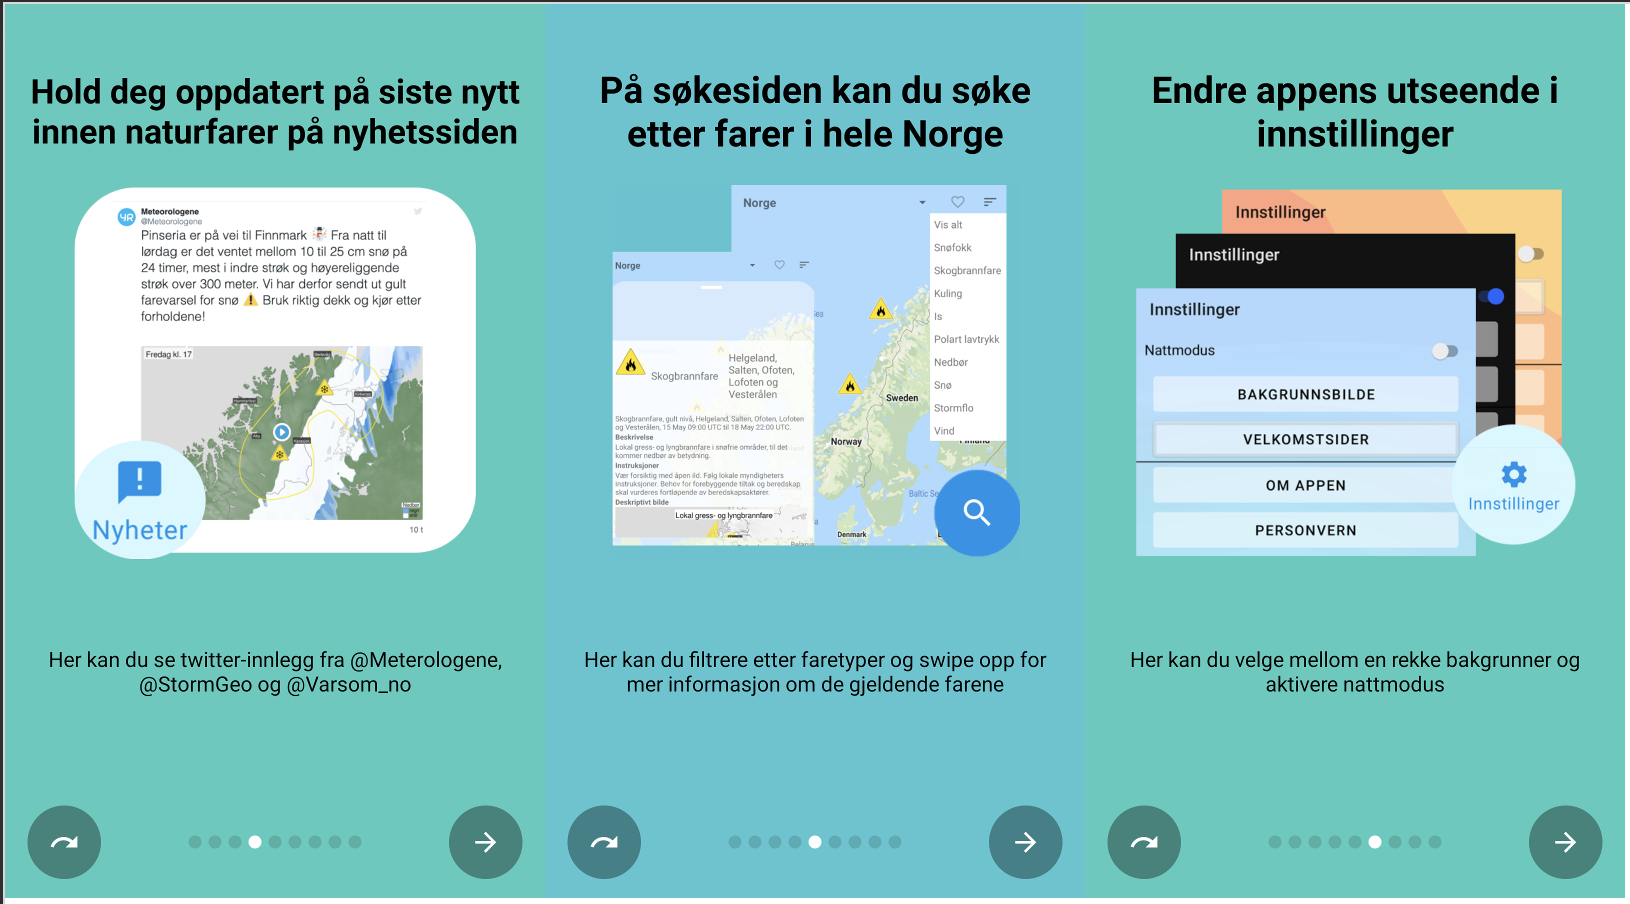 Hold deg oppdatert på siste nytt
innen naturfarer på nyhetssiden
Meteorologene
@Meteorologene
Pinseria er på vei til Finnmark Fra natt til
lørdag er det ventet mellom 10 til 25 cm snø på
24 timer, mest i indre strøk og høyereliggende
strøk over 300 meter. Vi har derfor sendt ut gult
farevarsel for snø Bruk riktig dekk og kjør etter
forholdene!
Fredag kl. 17
Nedbør
10 t
Nyheter
Her kan du se twitter-innlegg fra @Meterologene,
@StormGeo og @Varsom_no
På søkesiden kan du søke
etter farer i hele Norge
Norge
Vis alt
Snøfokk
Skogbrannfare
Kuling
Is
Polart lavtrykk
Nedbør
Snø
Stormflo
Vind
Norge
Skogbrannfare
Helgeland,
Salten, Ofoten,
Lofoten og
Vesterålen
Skogbrannfare, gult nivå, Helgeland, Salten, Ofoten, Lofoten
og Vesterålen, 15 May 09:00 UTC til 18 May 22:00 UTC.
Beskrivelse
Lokal gress- og lyngbrannfare i snøfrie områder, til det
kommer nedbør av betydning.
Instruksjoner
Vær forsiktig med åpen ild. Følg lokale myndigheters
instruksjoner. Behov for forebyggende tiltak og beredskap
skal vurderes fortløpende av beredskapsaktører.
Deskriptivt bilde
Lokal gress- og lyngbrannfare
Sweden
Norway
Finland
Baltic Se
Denmark
Belarus
Her kan du filtrere etter faretyper og swipe opp for
mer informasjon om de gjeldende farene
Endre appens utseende i
innstillinger
Innstillinger
Innstillinger
Innstillinger
Nattmodus
BAKGRUNNSBILDE
VELKOMSTSIDER
OM APPEN
PERSONVERN
Innstillinger
Her kan du velge mellom en rekke bakgrunner og
aktivere nattmodus